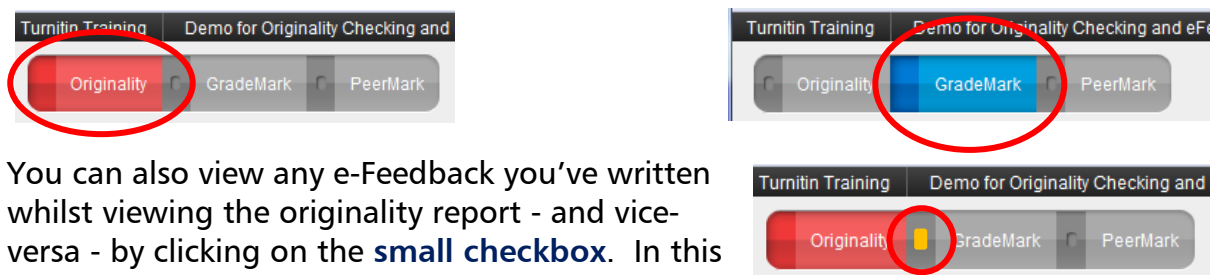 Turnitin Training Demo for Originality Checking and
Originality GradeMark PeerMark
Turnitin Training Demo for Originality Checking and eFe
Originality GradeMark PeerMark
You can also view any e-Feedback you've written
whilst viewing the originality report - and vice-
versa - by clicking on the small checkbox. In this
Turnitin Training Demo for Originality Checking and
Originality GradeMark PeerMark